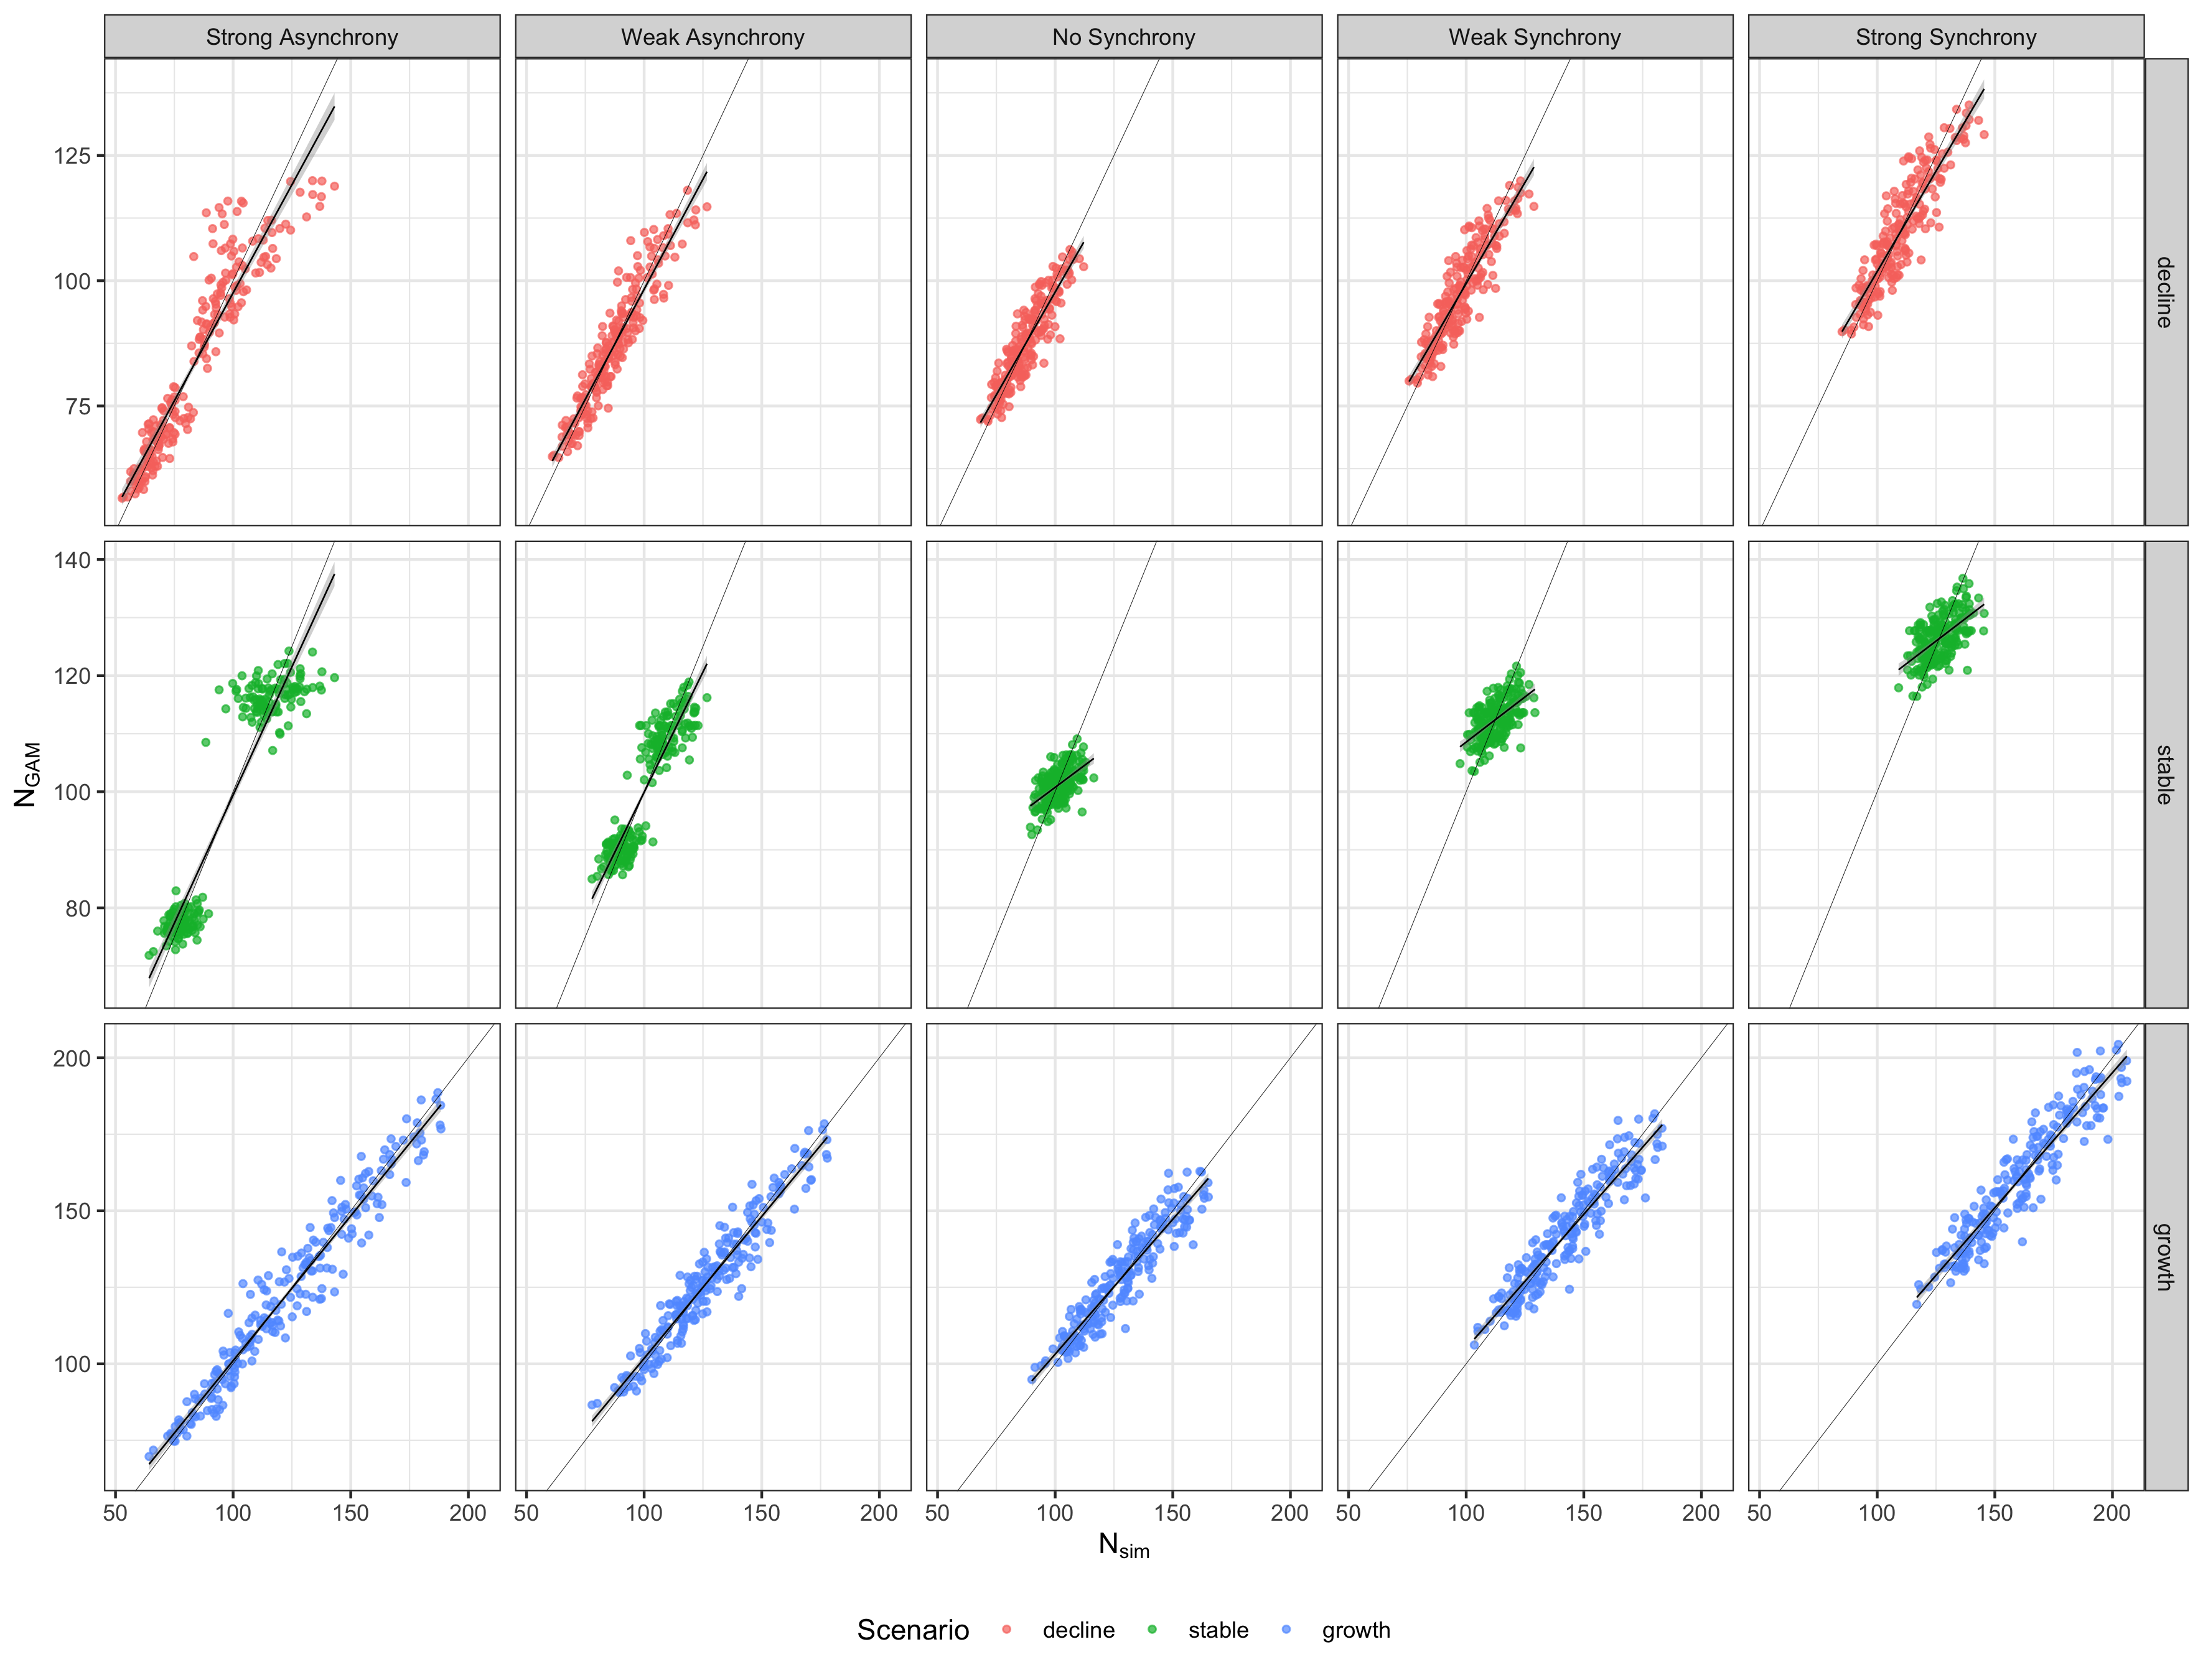 Strong Asynchrony Weak Asynchrony No Synchrony Weak Synchrony Strong Synchrony
125
100
75
decline
140
120
100
80
stable
N_GAM
200
150
100
growth
50 100 150 200 50 100 150 200 50 100 150 200 50 100 150 200 50 100 150 200
N_sim
Scenario decline stable growth